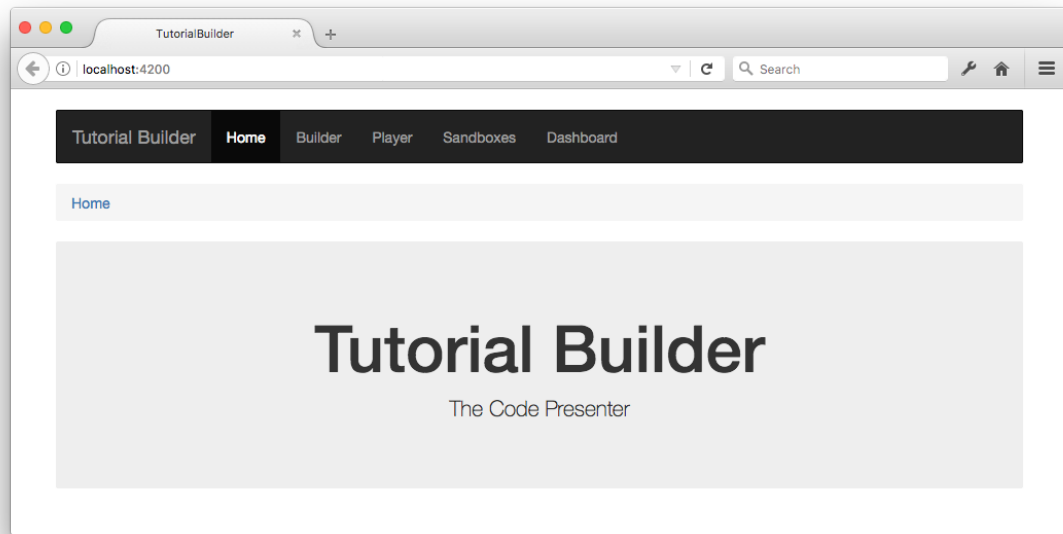 TutorialBuilder
localhost:4200
Search
Tutorial Builder Home Builder Player Sandboxes Dashboard
Home
Tutorial Builder
The Code Presenter